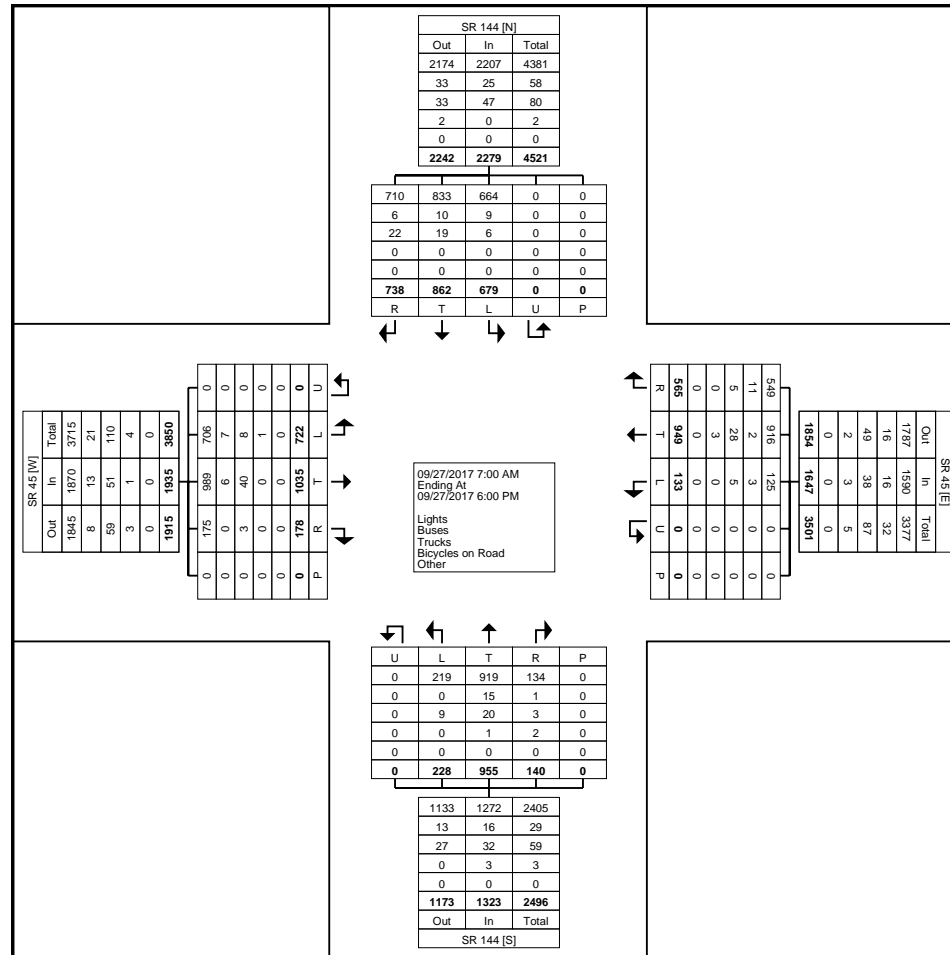 SR 144 [N]
Out In Total
2174 2207 4381
33 25 58
33 47 80
2 0 2
0 0 0
2242 2279 4521
710 833 664 0 0
6 10 9 0 0
22 19 6 0 0
0 0 0 0 0
0 0 0 0 0
738 862 679 0 0
R T L U P
SR 45 [W]
Total In Out
3715 1870 1845
21 13 8
110 51 59
4 1 3
0 0 0
3850 1935 1915
0 706 989 175 0
0 7 6 0 0
0 8 40 3 0
0 1 0 0 0
0 0 0 0 0
0 722 1035 178 0
U L T R P
09/27/2017 7:00 AM
Ending At
09/27/2017 6:00 PM
Lights
Buses
Trucks
Bicycles on Road
Other
SR 45 [E]
Out In Total
1787 1590 3377
16 16 32
49 38 87
2 3 5
0 0 0
1854 1647 3501
549 916 125 0 0
11 2 3 0 0
5 28 5 0 0
0 3 0 0 0
0 0 0 0 0
565 949 133 0 0
R T L U P
U L T R P
0 219 919 134 0
0 0 15 1 0
0 9 20 3 0
0 0 1 2 0
0 0 0 0 0
0 228 955 140 0
1133 1272 2405
13 16 29
27 32 59
0 3 3
0 0 0
1173 1323 2496
Out In Total
SR 144 [S]